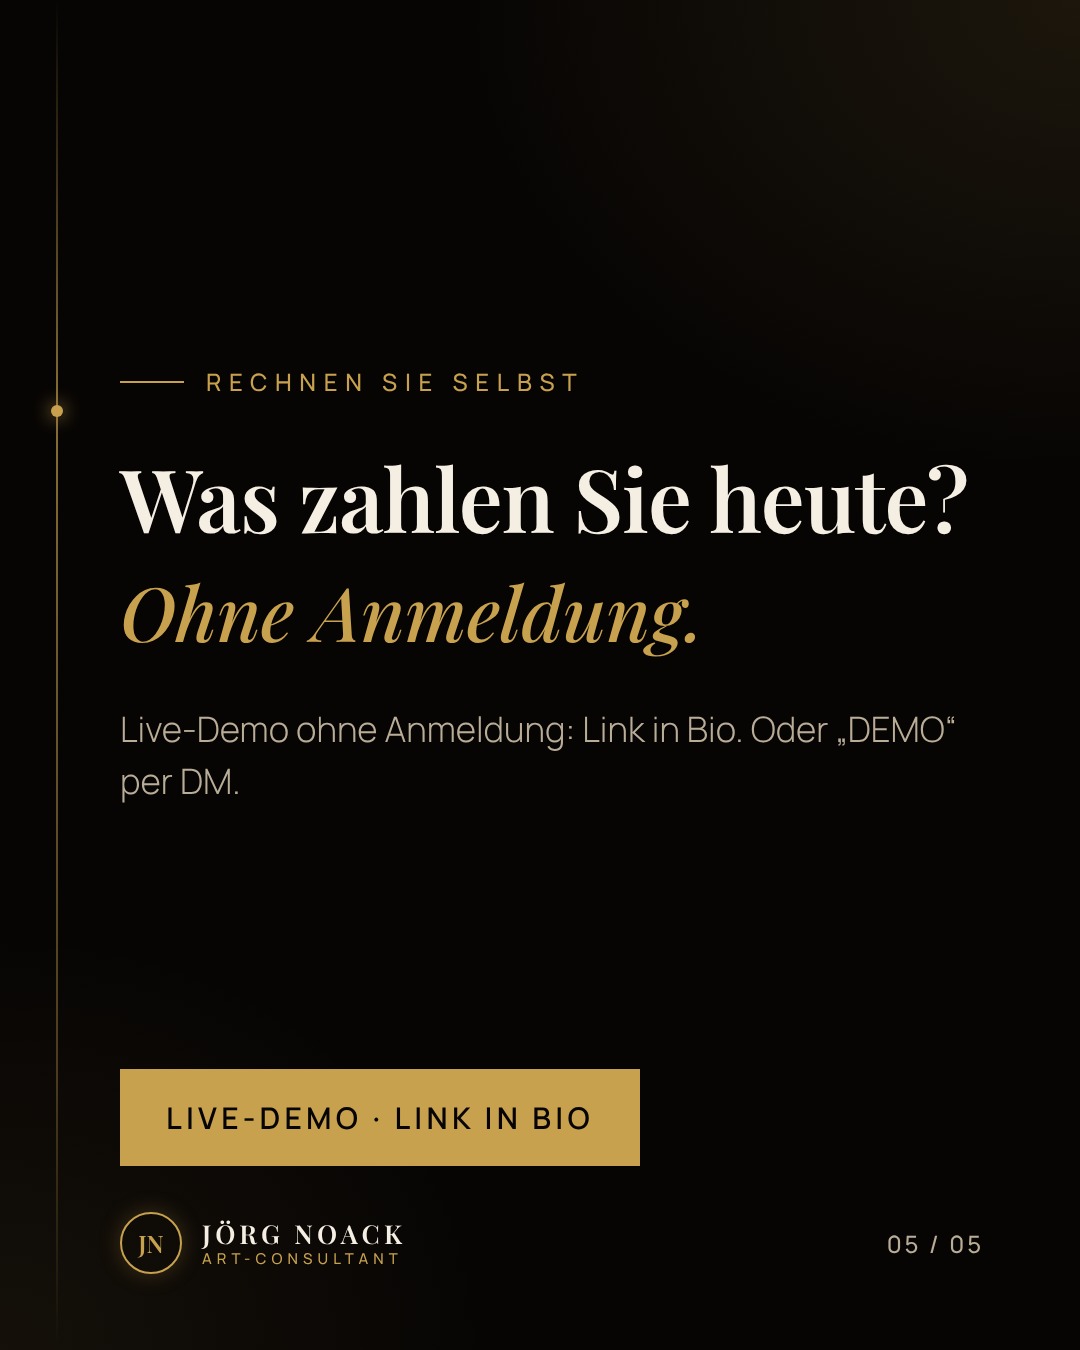 RECHNEN SIE SELBST
Was zahlen Sie heute?
Ohne Anmeldung.
Live-Demo ohne Anmeldung: Link in Bio. Oder „DEMO“
per DM.
LIVE-DEMO · LINK IN BIO
JN
JÖRG NOACK
ART-CONSULTANT
05 / 05